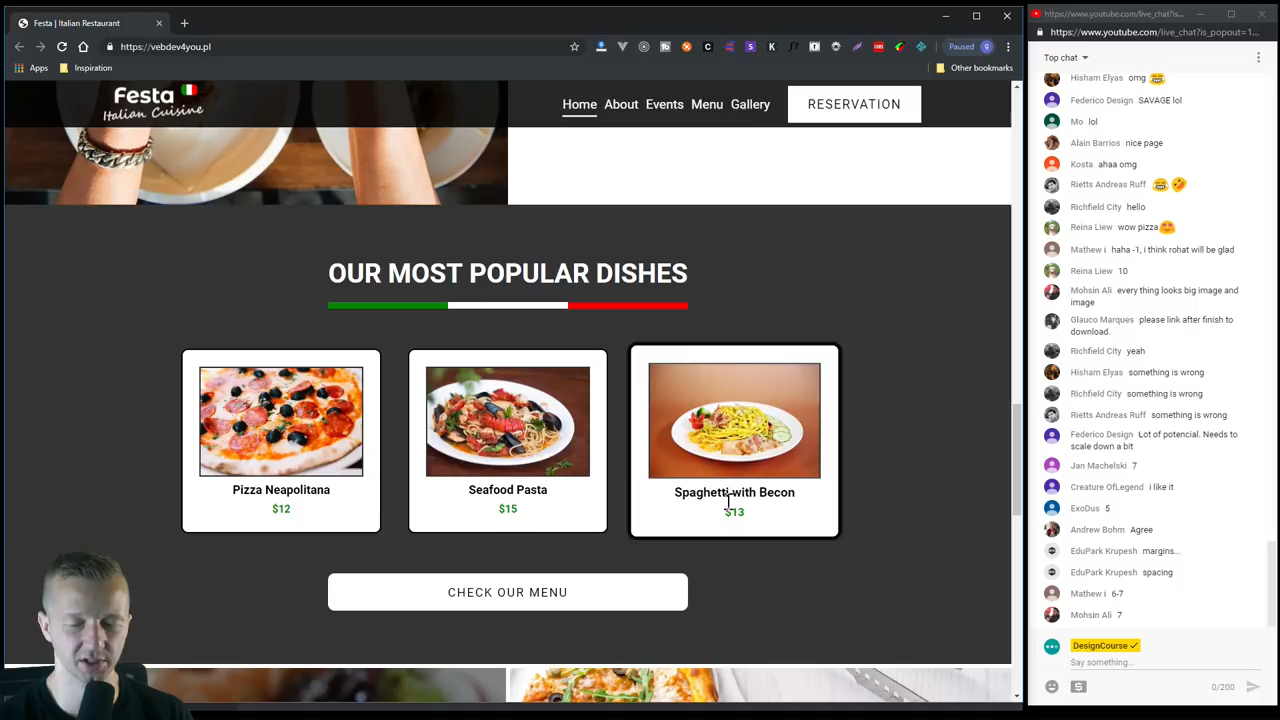 Festa | Italian Restaurant
https://vebdev4you.pl
Paused
g
Apps
Inspiration
Other bookmarks
Festa
Italian Cuisine
Home About Events Menu Gallery
RESERVATION
OUR MOST POPULAR DISHES
Pizza Neapolitana
$12
Seafood Pasta
$15
Spaghetti with Becon
$13
CHECK OUR MENU
https://www.youtube.com/live_chat?is...
https://www.youtube.com/live_chat?is_popout=1...
Top chat
Hisham Elyas omg 😂
Federico Design SAVAGE lol
Mo lol
Alain Barrios nice page
Kosta ahaa omg
Rietts Andreas Ruff 😂 🤣
Richfield City hello
Reina Liew wow pizza😍
Mathew i haha -1, i think rohat will be glad
Reina Liew 10
Mohsin Ali every thing looks big image and
image
Glauco Marques please link after finish to
download.
Richfield City yeah
Hisham Elyas something is wrong
Richfield City something is wrong
Rietts Andreas Ruff something is wrong
Federico Design Lot of potencial. Needs to
scale down a bit
Jan Machelski 7
Creature OfLegend i like it
ExoDus 5
Andrew Bohm Agree
EduPark Krupesh margins...
EduPark Krupesh spacing
Mathew i 6-7
Mohsin Ali 7
DesignCourse
Say something...
0/200